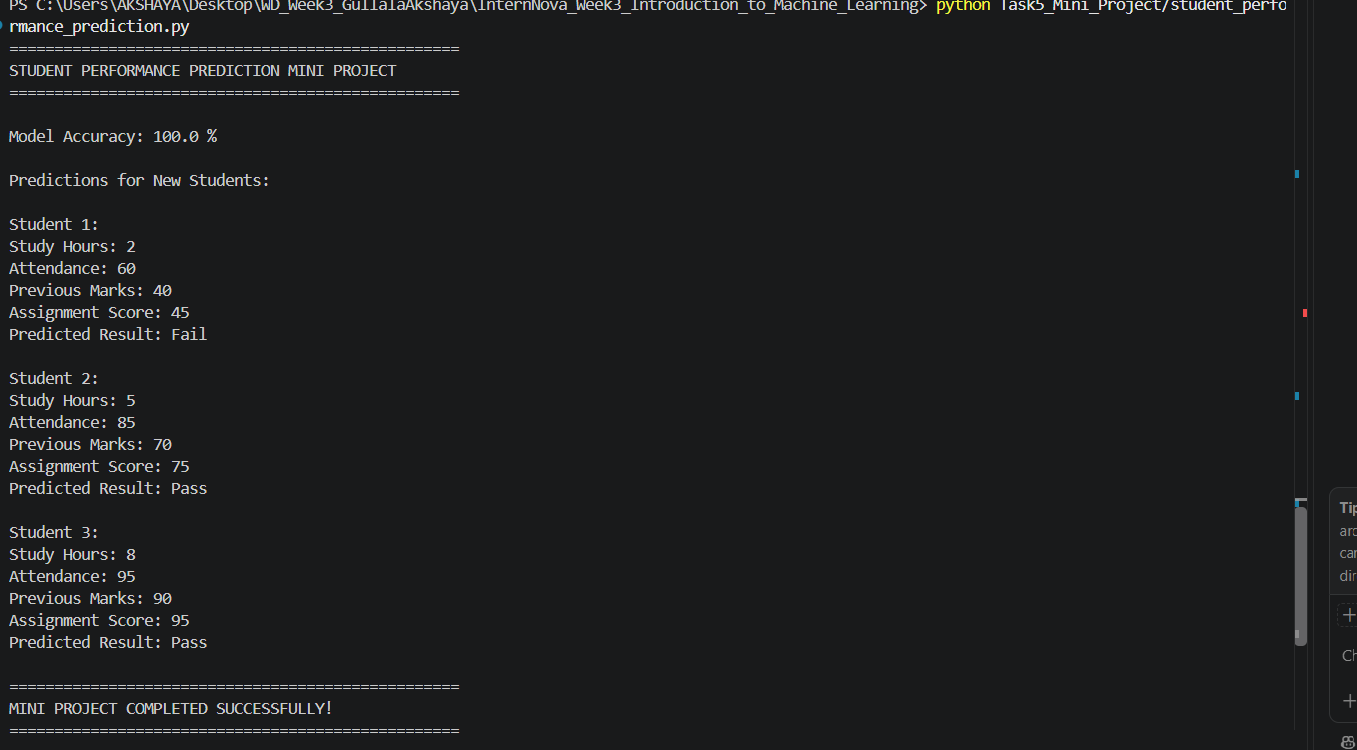 PS C:\Users\AKSHAYA\Desktop\WD_Week3_GullalaAkshaya\InternNova_Week3_Introduction_to_Machine_Learning> python Task5_Mini_Project/student_perfo
rmance_prediction.py
==================================================
STUDENT PERFORMANCE PREDICTION MINI PROJECT
==================================================
Model Accuracy: 100.0 %
Predictions for New Students:
Student 1:
Study Hours: 2
Attendance: 60
Previous Marks: 40
Assignment Score: 45
Predicted Result: Fail
Student 2:
Study Hours: 5
Attendance: 85
Previous Marks: 70
Assignment Score: 75
Predicted Result: Pass
Student 3:
Study Hours: 8
Attendance: 95
Previous Marks: 90
Assignment Score: 95
Predicted Result: Pass
==================================================
MINI PROJECT COMPLETED SUCCESSFULLY!
==================================================